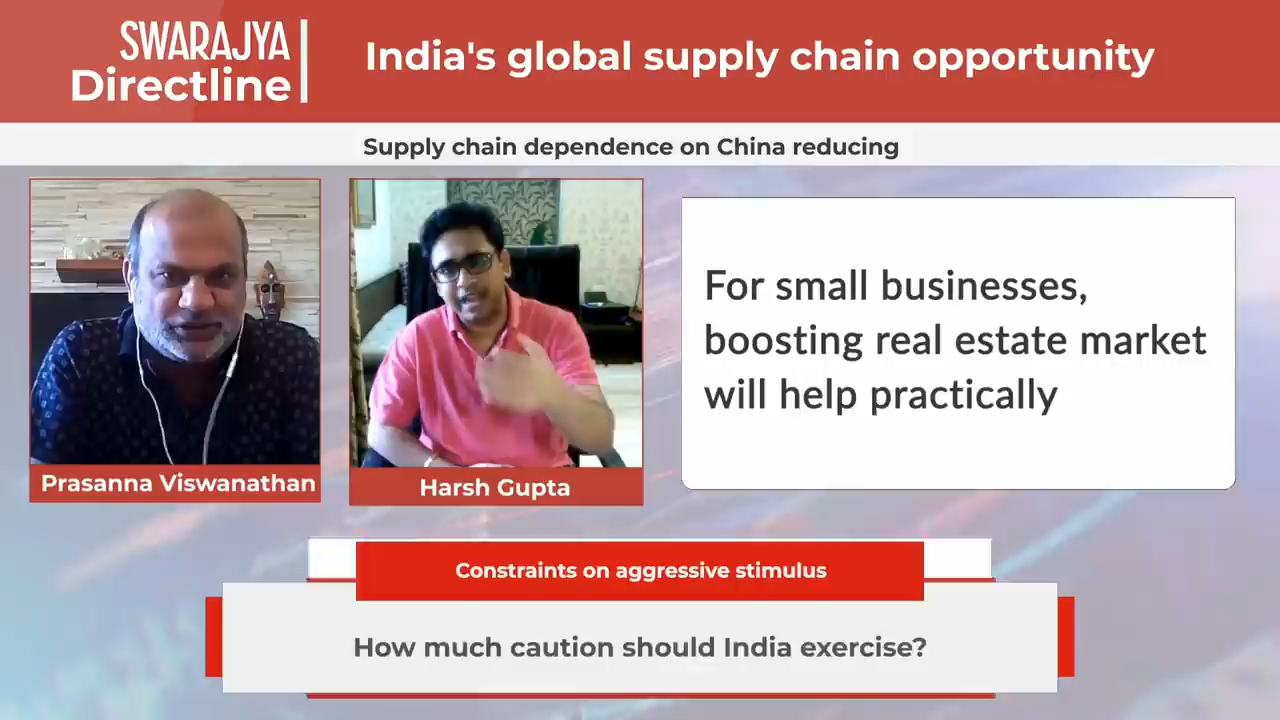 SWARAJYA
Directline
India's global supply chain opportunity
Supply chain dependence on China reducing
For small businesses,
boosting real estate market
will help practically
Prasanna Viswanathan
Harsh Gupta
Constraints on aggressive stimulus
How much caution should India exercise?